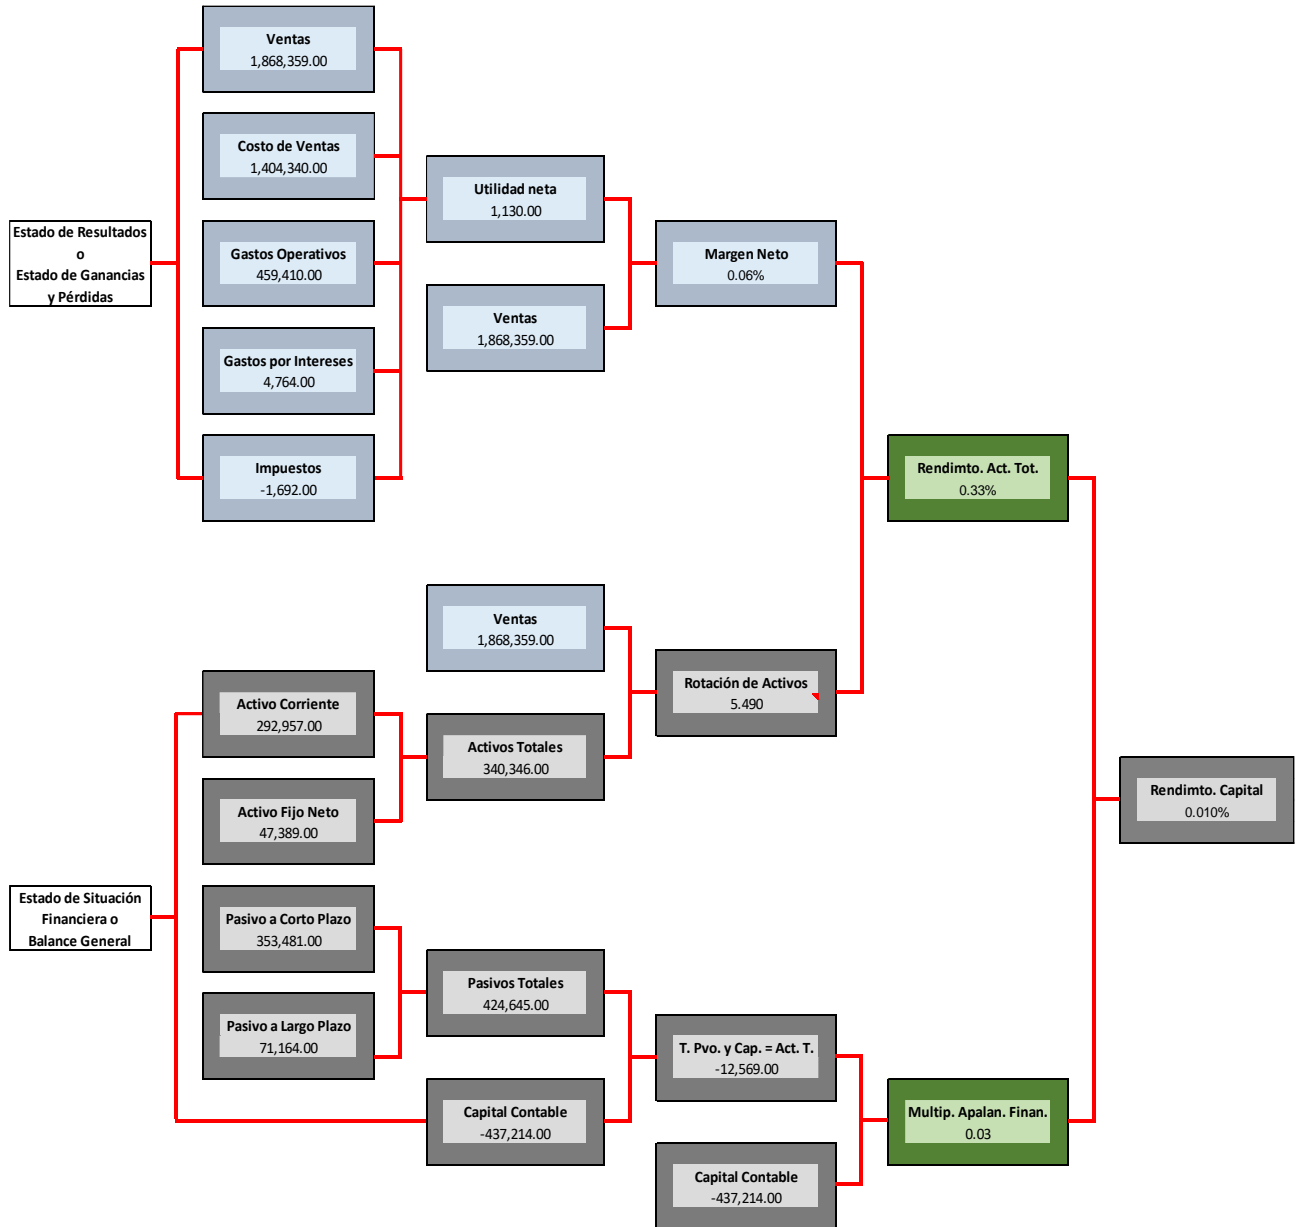 Ventas
1,868,359.00
Costo de Ventas
1,404,340.00
Estado de Resultados
o
Estado de Ganancias
y Pérdidas
Gastos Operativos
459,410.00
Gastos por Intereses
4,764.00
Impuestos
-1,692.00
Utilidad neta
1,130.00
Ventas
1,868,359.00
Margen Neto
0.06%
Rendimto. Act. Tot.
0.33%
Ventas
1,868,359.00
Rotación de Activos
5.490
Activo Corriente
292,957.00
Activos Totales
340,346.00
Activo Fijo Neto
47,389.00
Rendimto. Capital
0.010%
Estado de Situación
Financiera o
Balance General
Pasivo a Corto Plazo
353,481.00
Pasivos Totales
424,645.00
Pasivo a Largo Plazo
71,164.00
T. Pvo. y Cap. = Act. T.
-12,569.00
Capital Contable
-437,214.00
Multip. Apalan. Finan.
0.03
Capital Contable
-437,214.00